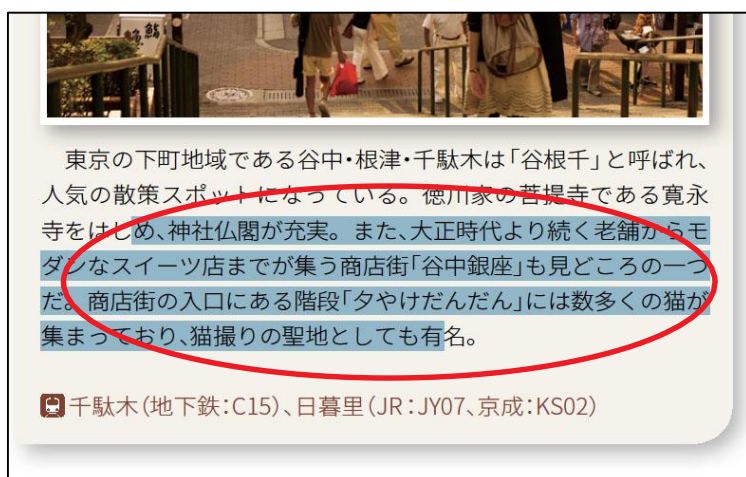 東京の下町地域である谷中・根津・千駄木は「谷根千」と呼ばれ、
人気の散策スポットになっている。徳川家の菩提寺である寛永
寺をはじめ、神社仏閣が充実。また、大正時代より続く老舗からモ
ダンなスイーツ店までが集う商店街「谷中銀座」も見どころの一つ
だ。商店街の入口にある階段「夕やけだんだん」には数多くの猫が
集まっており、猫撮りの聖地としても有名。
千駄木(地下鉄:C15)、日暮里(JR:JY07、京成:KS02)